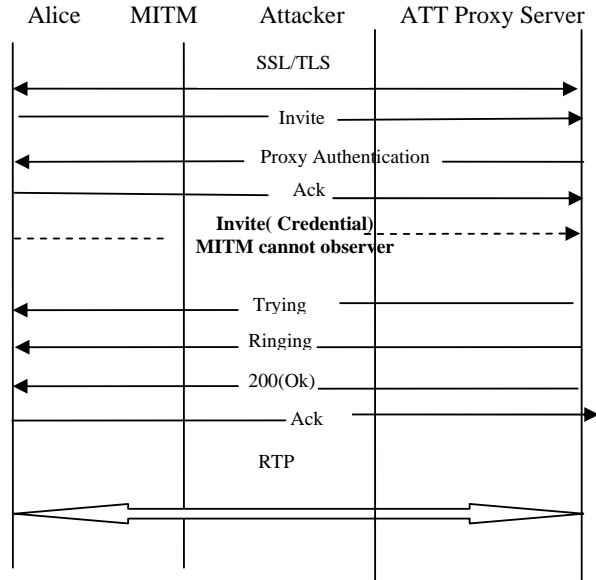 Alice MITM Attacker ATT Proxy Server
SSL/TLS
Invite
Proxy Authentication
Ack
Invite( Credential)
MITM cannot observer
Trying
Ringing
200(Ok)
Ack
RTP